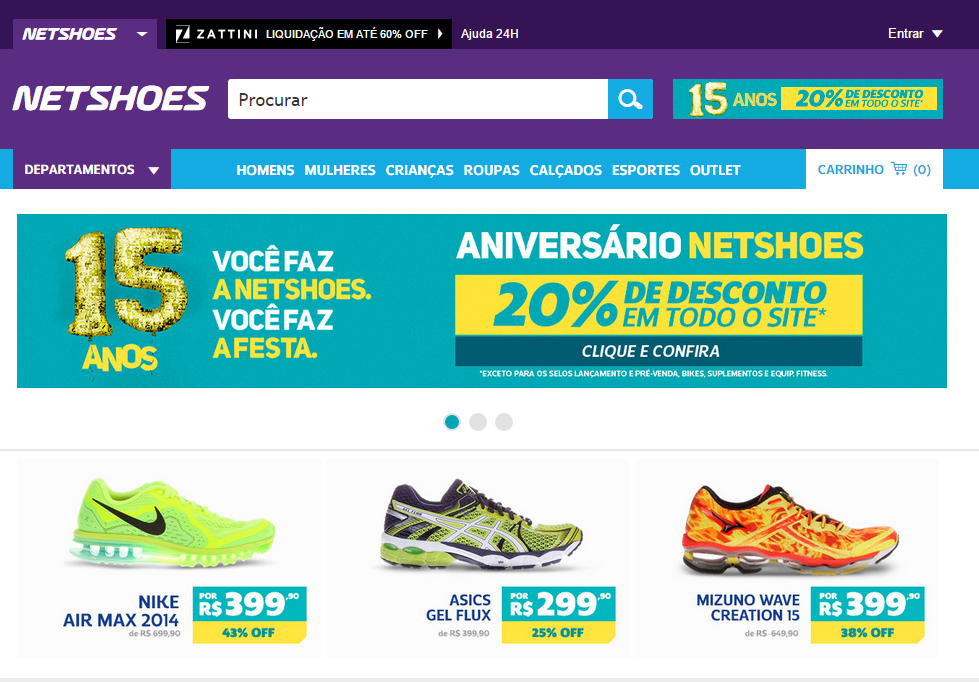 NETSHOES
ZATTINI LIQUIDAÇÃO EM ATÉ 60% OFF
Ajuda 24H
Entrar
NETSHOES
Procurar
15 ANOS 20% DE DESCONTO EM TODO O SITE*
DEPARTAMENTOS
HOMENS MULHERES CRIANÇAS ROUPAS CALÇADOS ESPORTES OUTLET
CARRINHO (0)
15
ANOS
VOCÊ FAZ
A NETSHOES.
VOCÊ FAZ
A FESTA.
ANIVERSÁRIO NETSHOES
20% DE DESCONTO
EM TODO O SITE*
CLIQUE E CONFIRA
*EXCETO PARA OS SELOS LANÇAMENTO E PRÉ-VENDA, BIKES, SUPLEMENTOS E EQUIP. FITNESS.
NIKE
AIR MAX 2014
de R$ 699,90
POR
R$ 399,90
43% OFF
ASICS
GEL FLUX
de R$ 399,90
POR
R$ 299,90
25% OFF
MIZUNO WAVE
CREATION 15
de R$ 649,90
POR
R$ 399,90
38% OFF